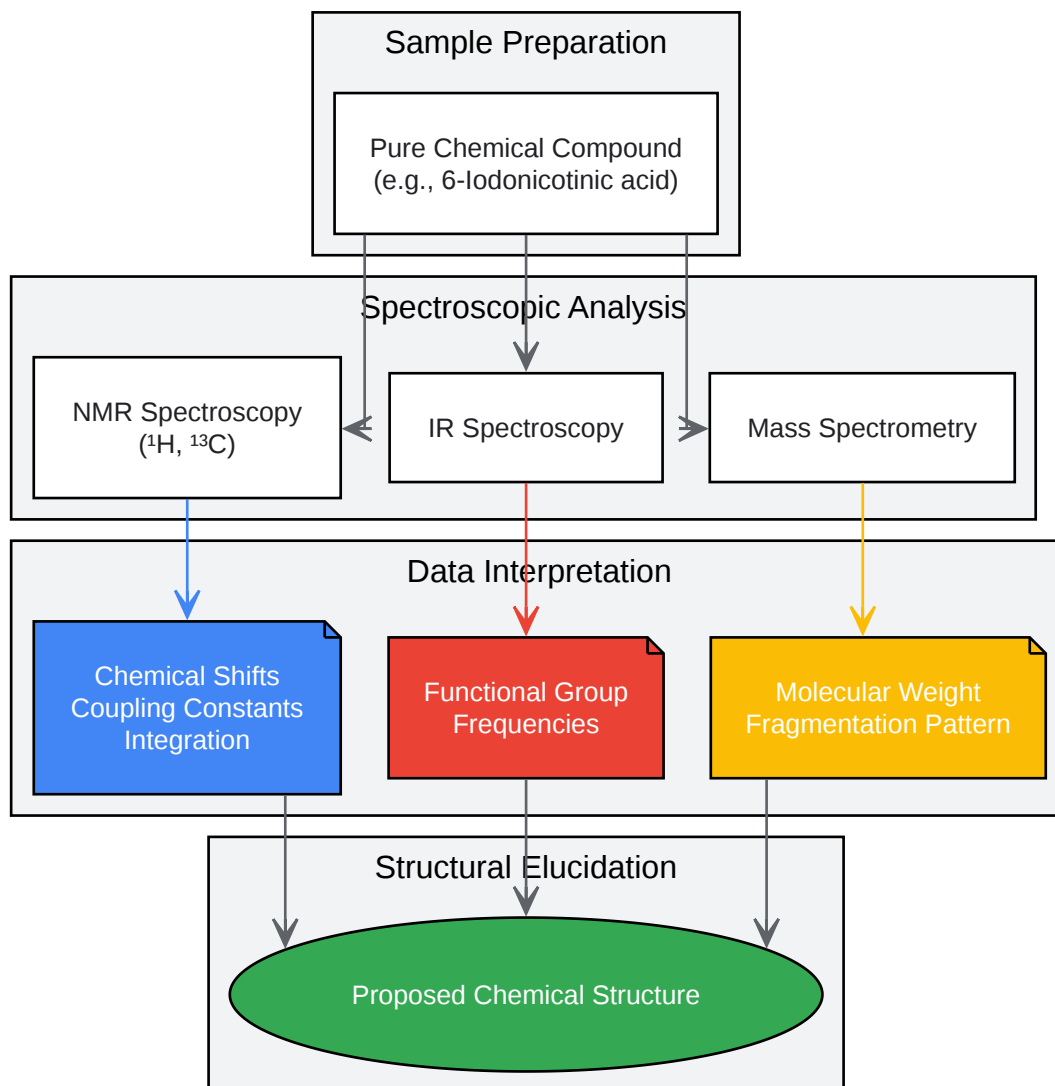 Sample Preparation
Pure Chemical Compound
(e.g., 6-Iodonicotinic acid)
Spectroscopic Analysis
NMR Spectroscopy
(¹H, ¹³C)
IR Spectroscopy
Mass Spectrometry
Data Interpretation
Chemical Shifts
Coupling Constants
Integration
Functional Group
Frequencies
Molecular Weight
Fragmentation Pattern
Structural Elucidation
Proposed Chemical Structure